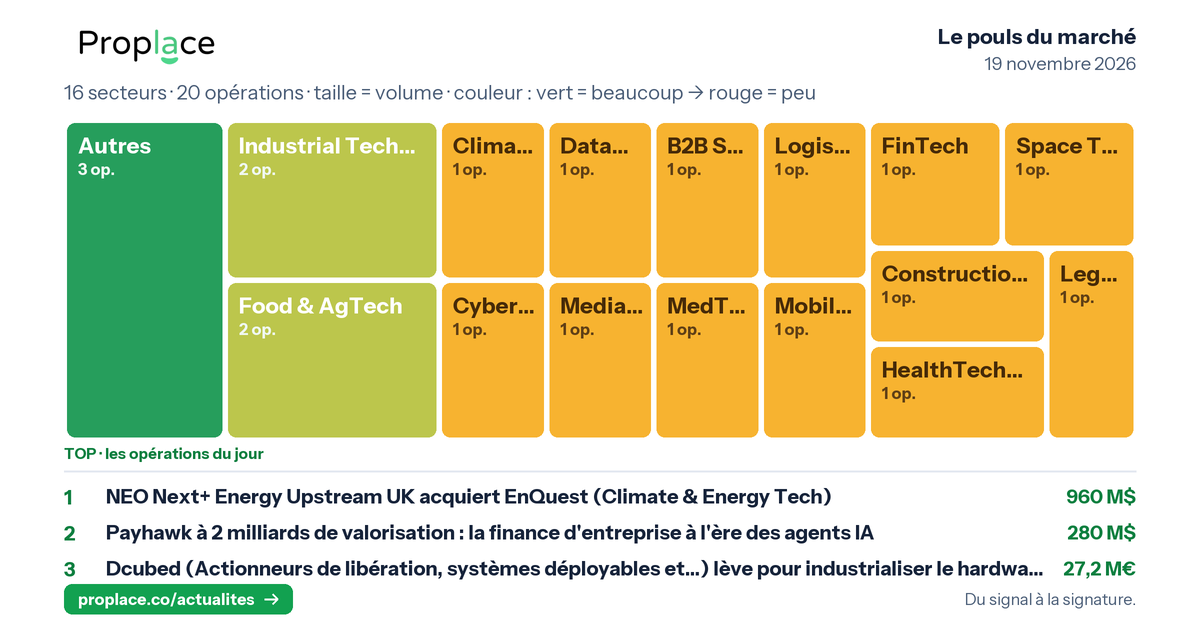 Proplace
Le pouls du marché
19 novembre 2026
16 secteurs · 20 opérations · taille = volume · couleur : vert = beaucoup → rouge = peu
Autres
3 op.
Industrial Tech...
2 op.
Food & AgTech
2 op.
Clima...
1 op.
Data...
1 op.
B2B S...
1 op.
Logis...
1 op.
Cyber...
1 op.
Media...
1 op.
MedT...
1 op.
Mobil...
1 op.
FinTech
1 op.
Space T...
1 op.
Constructio...
1 op.
Leg...
1 op.
HealthTech...
1 op.
TOP · les opérations du jour
1 NEO Next+ Energy Upstream UK acquiert EnQuest (Climate & Energy Tech) 960 M$
2 Payhawk à 2 milliards de valorisation : la finance d'entreprise à l'ère des agents IA 280 M$
3 Dcubed (Actionneurs de libération, systèmes déployables et...) lève pour industrialiser le hardwa... 27,2 M€
proplace.co/actualites →
Du signal à la signature.